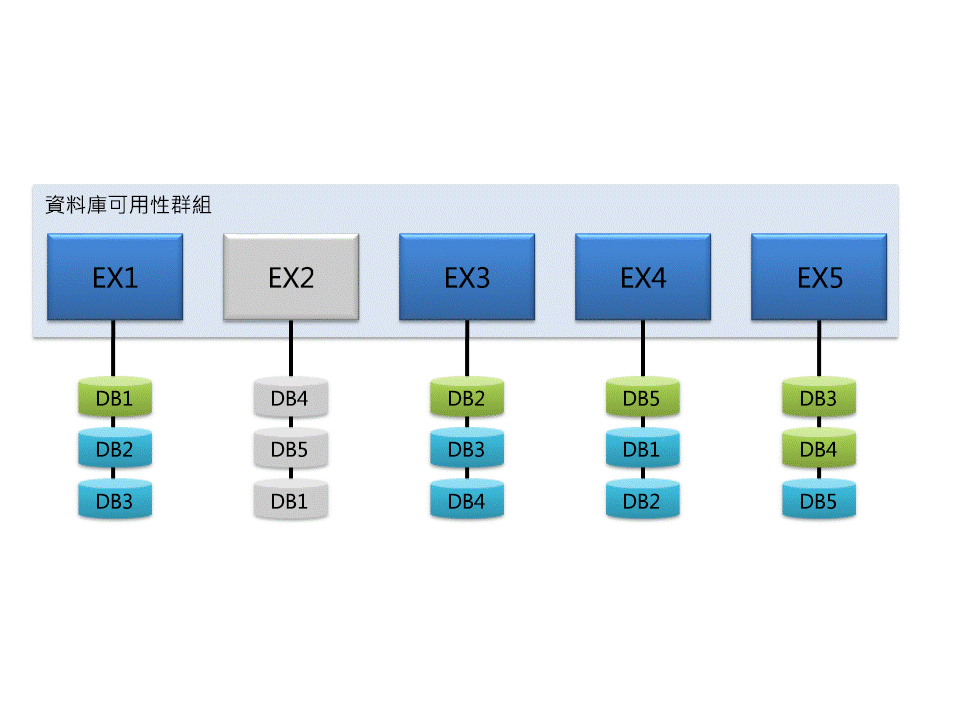 資料庫可用性群組
EX1 EX2 EX3 EX4 EX5
DB1 DB4 DB2 DB5 DB3
DB2 DB5 DB3 DB1 DB4
DB3 DB1 DB4 DB2 DB5